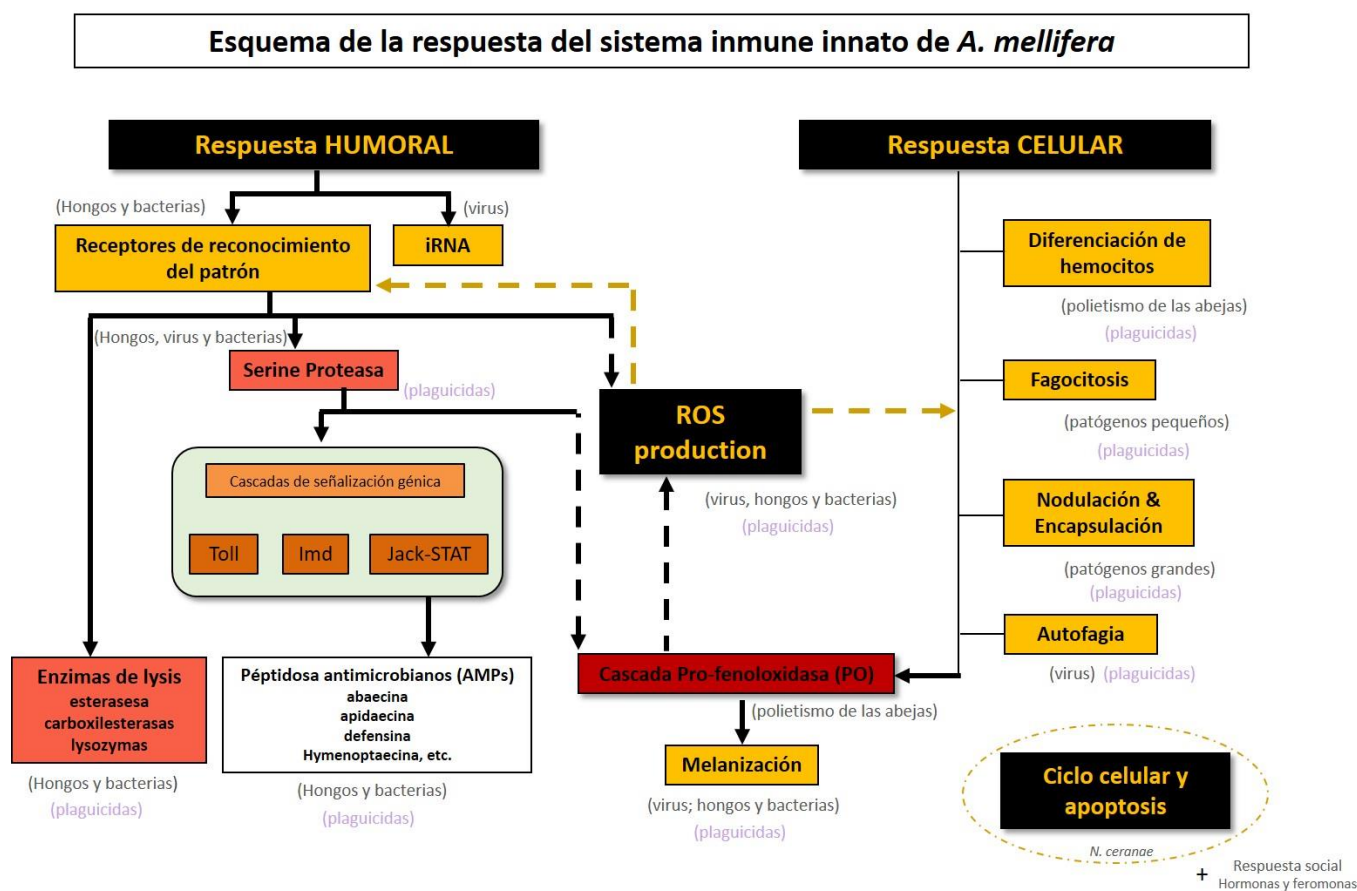 Esquema de la respuesta del sistema inmune innato de A. mellifera
Respuesta HUMORAL
Respuesta CELULAR
(Hongos y bacterias)
(virus)
Receptores de reconocimiento
del patrón
iRNA
Diferenciación de
hemocitos
(polietismo de las abejas)
(plaguicidas)
(Hongos, virus y bacterias)
Serine Proteasa
(plaguicidas)
Fagocitosis
(patógenos pequeños)
(plaguicidas)
ROS
production
(virus, hongos y bacterias)
(plaguicidas)
Cascadas de señalización génica
Toll
Imd
Jack-STAT
Nodulación &
Encapsulación
(patógenos grandes)
(plaguicidas)
Autofagia
(virus) (plaguicidas)
Enzimas de lysis
esterasesa
carboxilesterasas
lysozymas
(Hongos y bacterias)
(plaguicidas)
Péptidosa antimicrobianos (AMPs)
abaecina
apidaecina
defensina
Hymenoptaecina, etc.
(Hongos y bacterias)
(plaguicidas)
Cascada Pro-fenoloxidasa (PO)
(polietismo de las abejas)
Melanización
(virus; hongos y bacterias)
(plaguicidas)
Ciclo celular y
apoptosis
N. ceranae
+ Respuesta social
Hormonas y feromonas